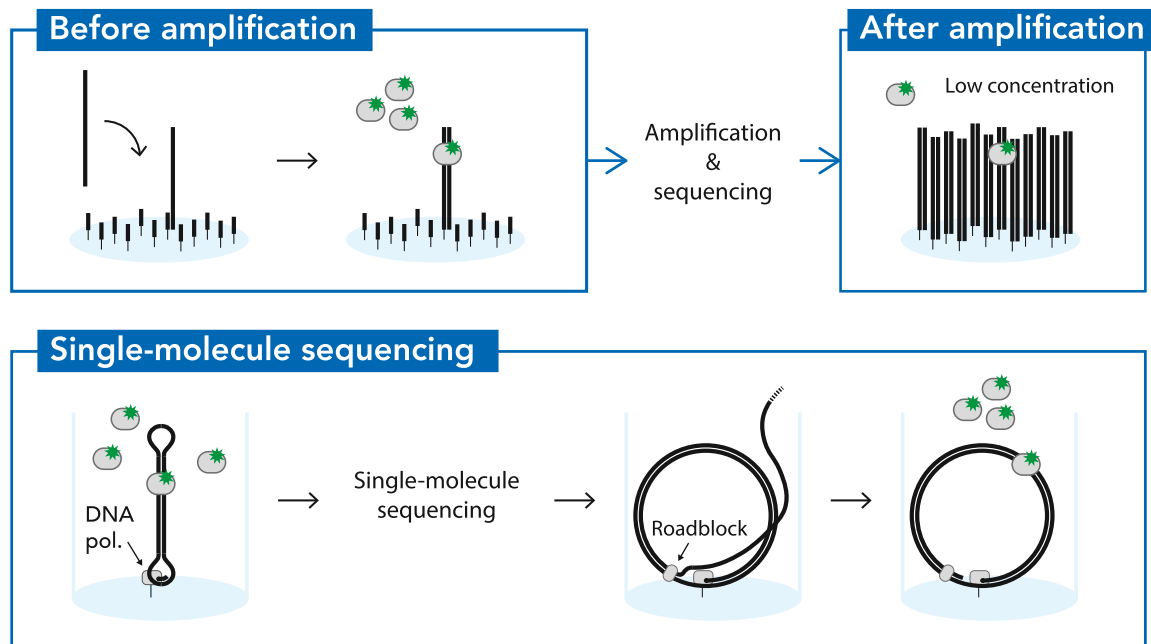 Before amplification
After amplification
Low concentration
Amplification
&
sequencing
Single-molecule sequencing
DNA
pol.
Single-molecule
sequencing
Roadblock